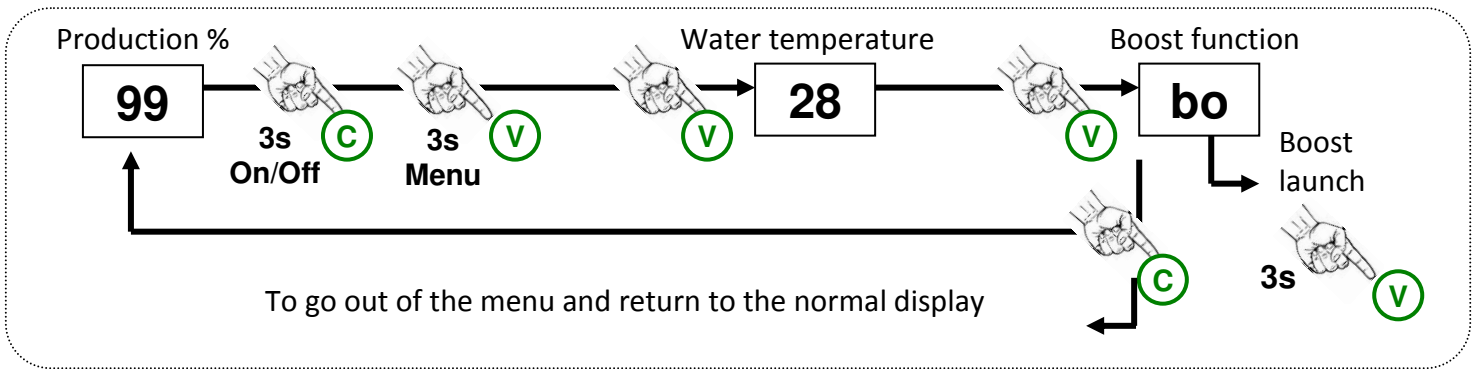 Production %
Water temperature
Boost function
99
28
bo
C
V
V
V
3s
On/Off
3s
Menu
Boost
launch
C
3s
V
To go out of the menu and return to the normal display